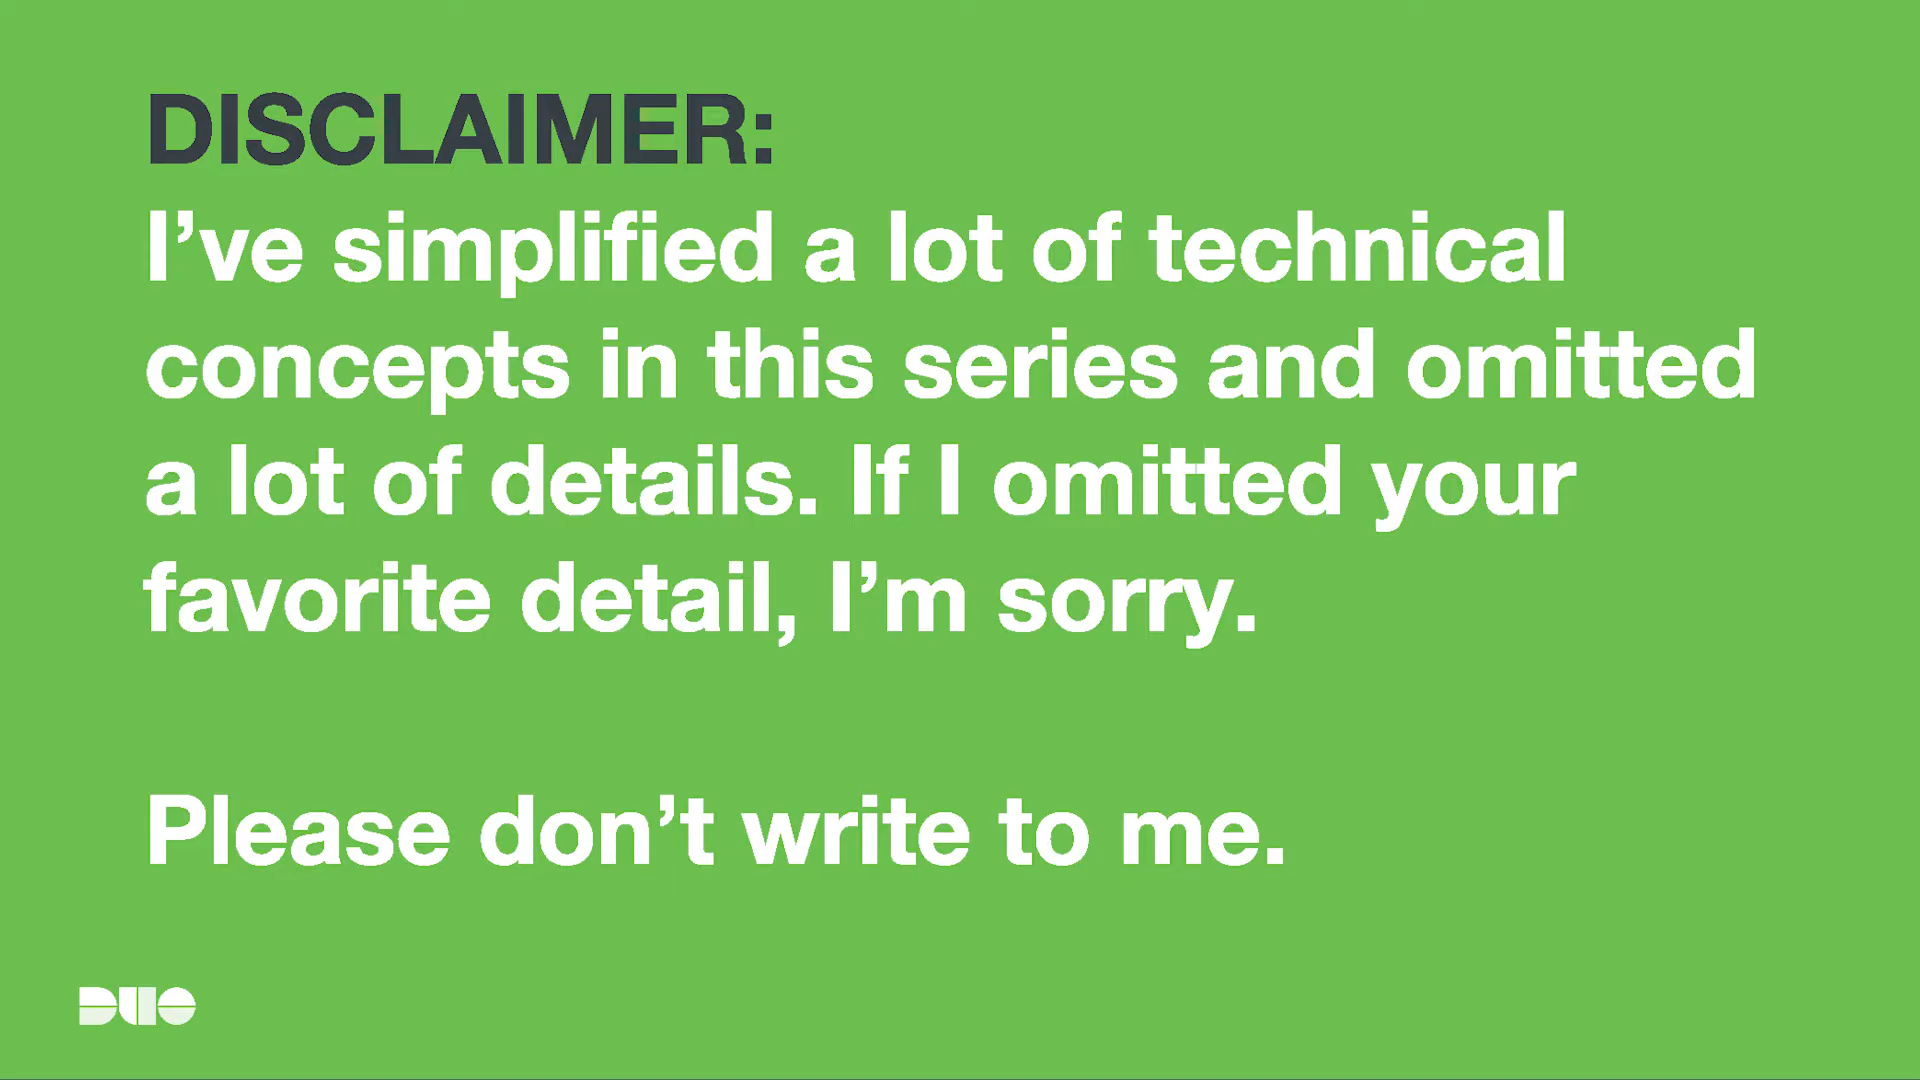 DISCLAIMER:
I’ve simplified a lot of technical
concepts in this series and omitted
a lot of details. If I omitted your
favorite detail, I’m sorry.
Please don’t write to me.
DUO